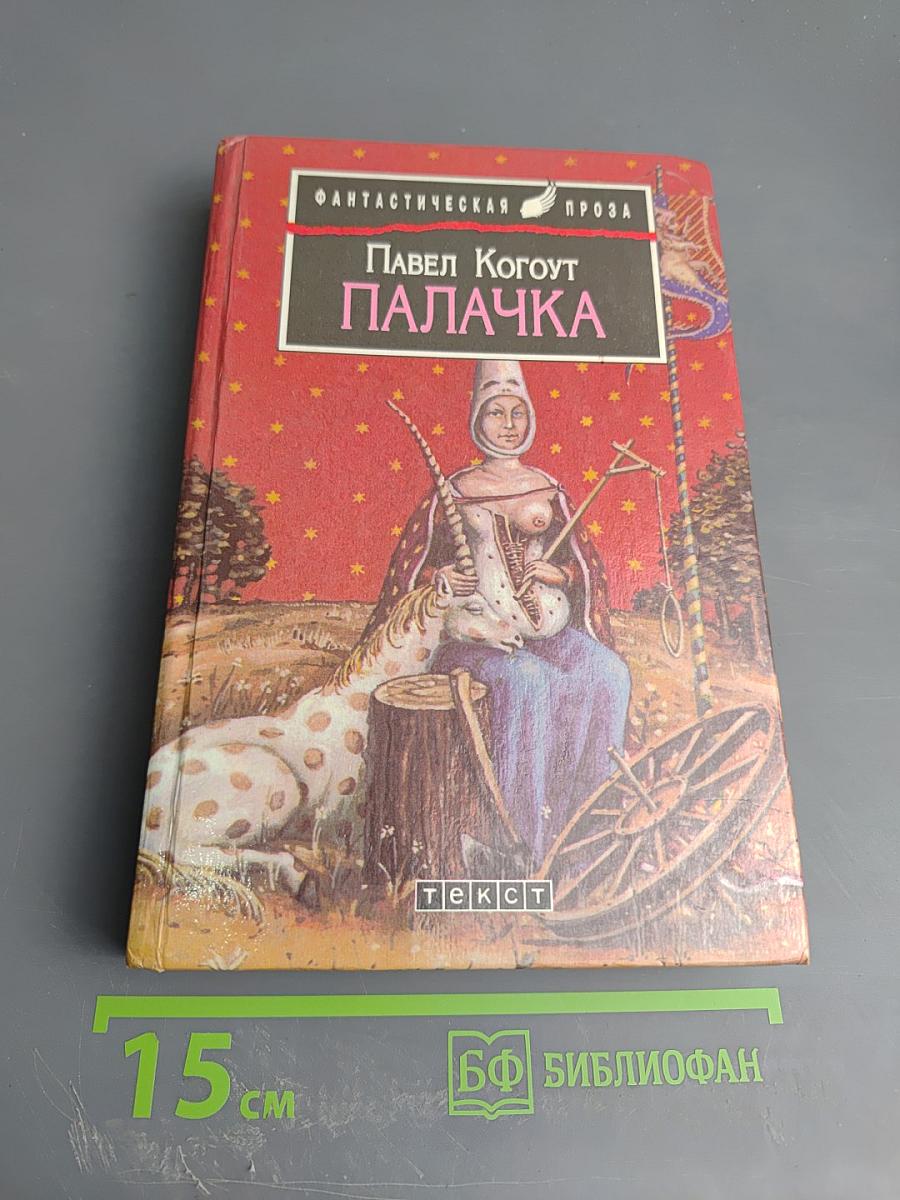 ФАНТАСТИЧЕСКАЯ ПРОЗА
ПАВЕЛ КОГОУТ
ПАЛАЧКА
текст
15 см
БФ БИБЛИОФАН